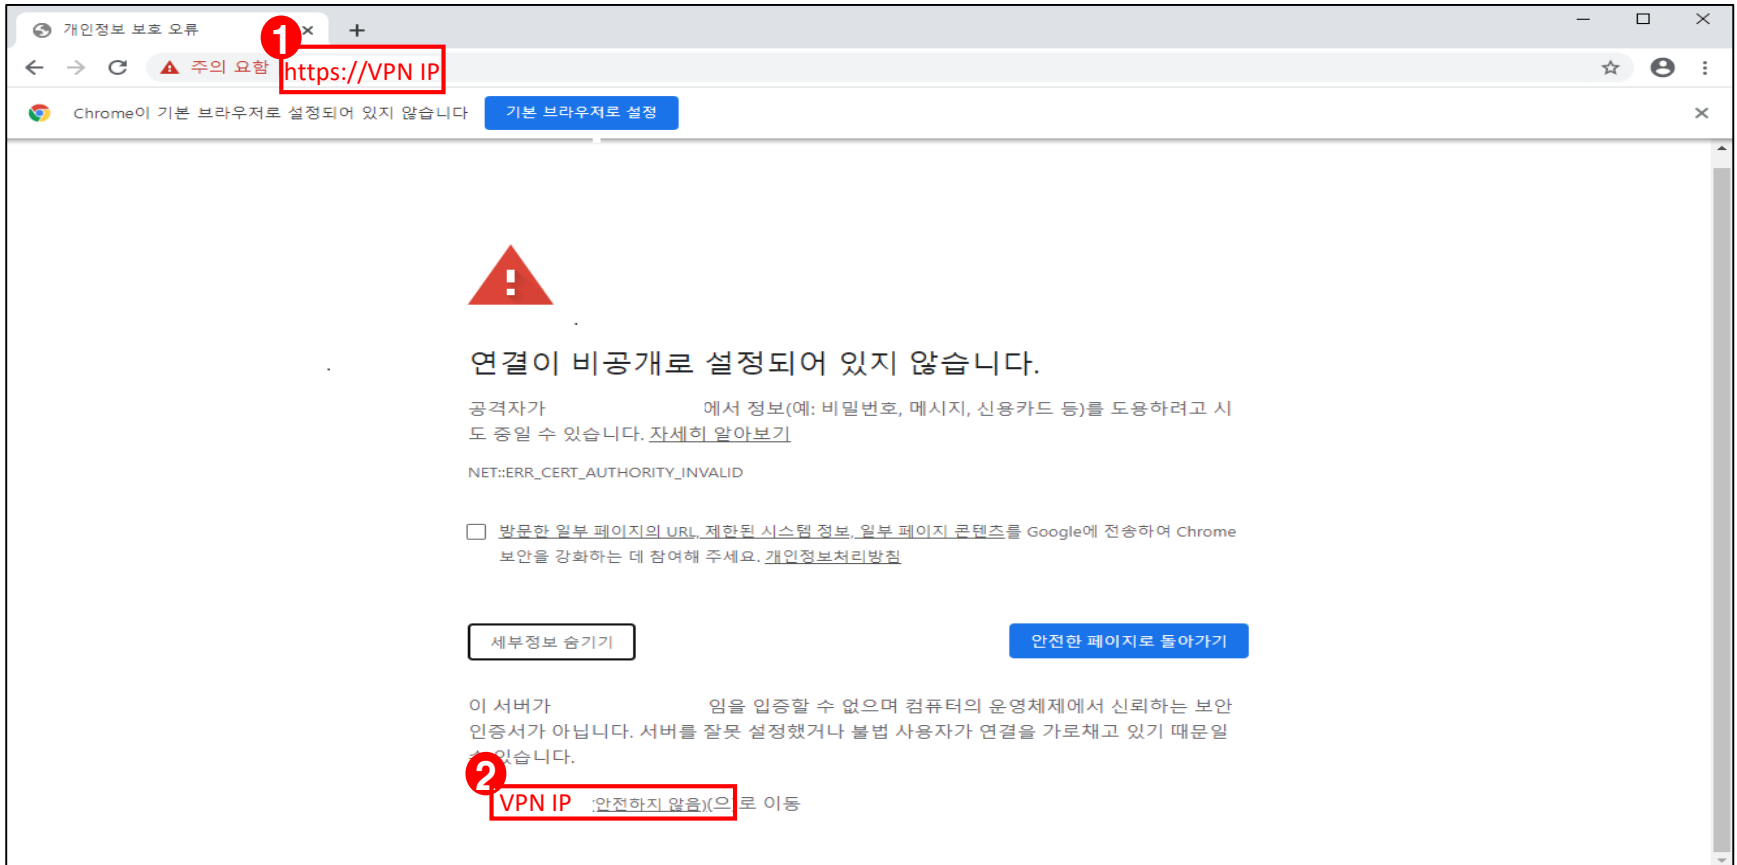 개인정보 보호 오류
1
주의 요함
https://VPN IP
Chrome이 기본 브라우저로 설정되어 있지 않습니다
기본 브라우저로 설정
연결이 비공개로 설정되어 있지 않습니다.
공격자가 에서 정보(예: 비밀번호, 메시지, 신용카드 등)를 도용하려고 시
도 중일 수 있습니다. 자세히 알아보기
NET::ERR_CERT_AUTHORITY_INVALID
방문한 일부 페이지의 URL, 제한된 시스템 정보, 일부 페이지 콘텐츠를 Google에 전송하여 Chrome
보안을 강화하는 데 참여해 주세요. 개인정보처리방침
세부정보 숨기기
안전한 페이지로 돌아가기
이 서버가 임을 입증할 수 없으며 컴퓨터의 운영체제에서 신뢰하는 보안
인증서가 아닙니다. 서버를 잘못 설정했거나 불법 사용자가 연결을 가로채고 있기 때문일
있습니다.
2
VPN IP 안전하지 않음)(으)로 이동